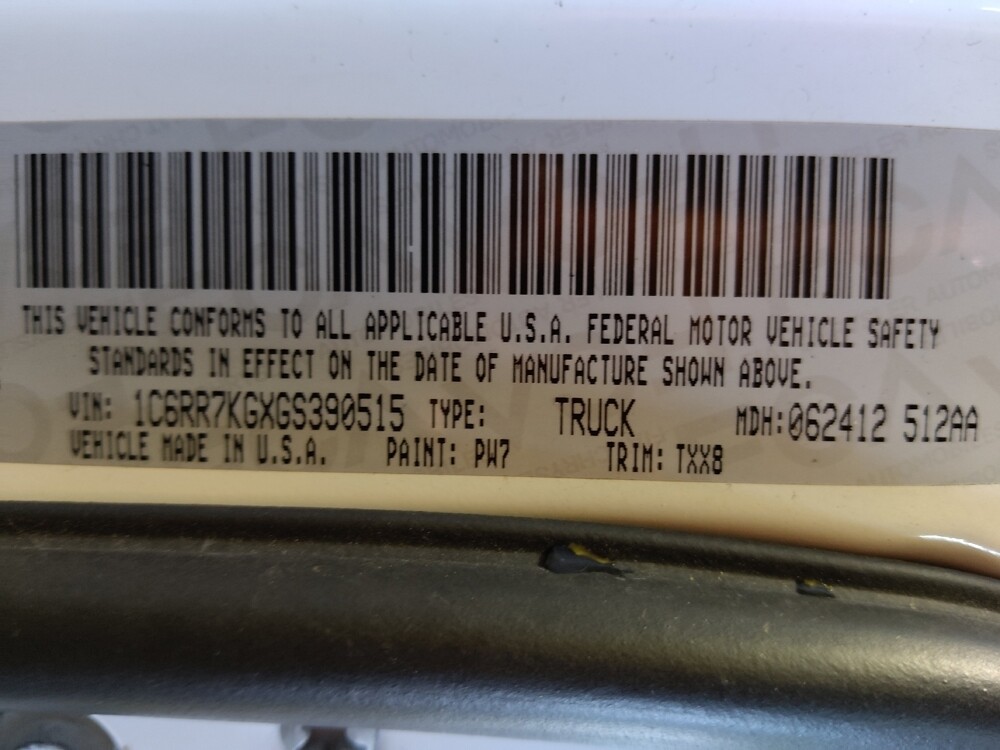 THIS VEHICLE CONFORMS TO ALL APPLICABLE U.S.A. FEDERAL MOTOR VEHICLE SAFETY
STANDARDS IN EFFECT ON THE DATE OF MANUFACTURE SHOWN ABOVE.
VIN: 1C6RR7KGXGS390515 TYPE: TRUCK MDH:062412 512AA
VEHICLE MADE IN U.S.A. PAINT: PW7 TRIM: TXX8